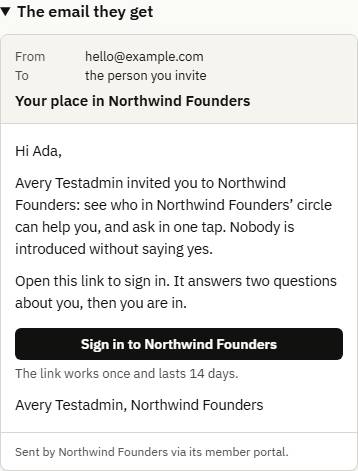 ▼ The email they get
From hello@example.com
To the person you invite
Your place in Northwind Founders
Hi Ada,
Avery Testadmin invited you to Northwind
Founders: see who in Northwind Founders’ circle
can help you, and ask in one tap. Nobody is
introduced without saying yes.
Open this link to sign in. It answers two questions
about you, then you are in.
Sign in to Northwind Founders
The link works once and lasts 14 days.
Avery Testadmin, Northwind Founders
Sent by Northwind Founders via its member portal.